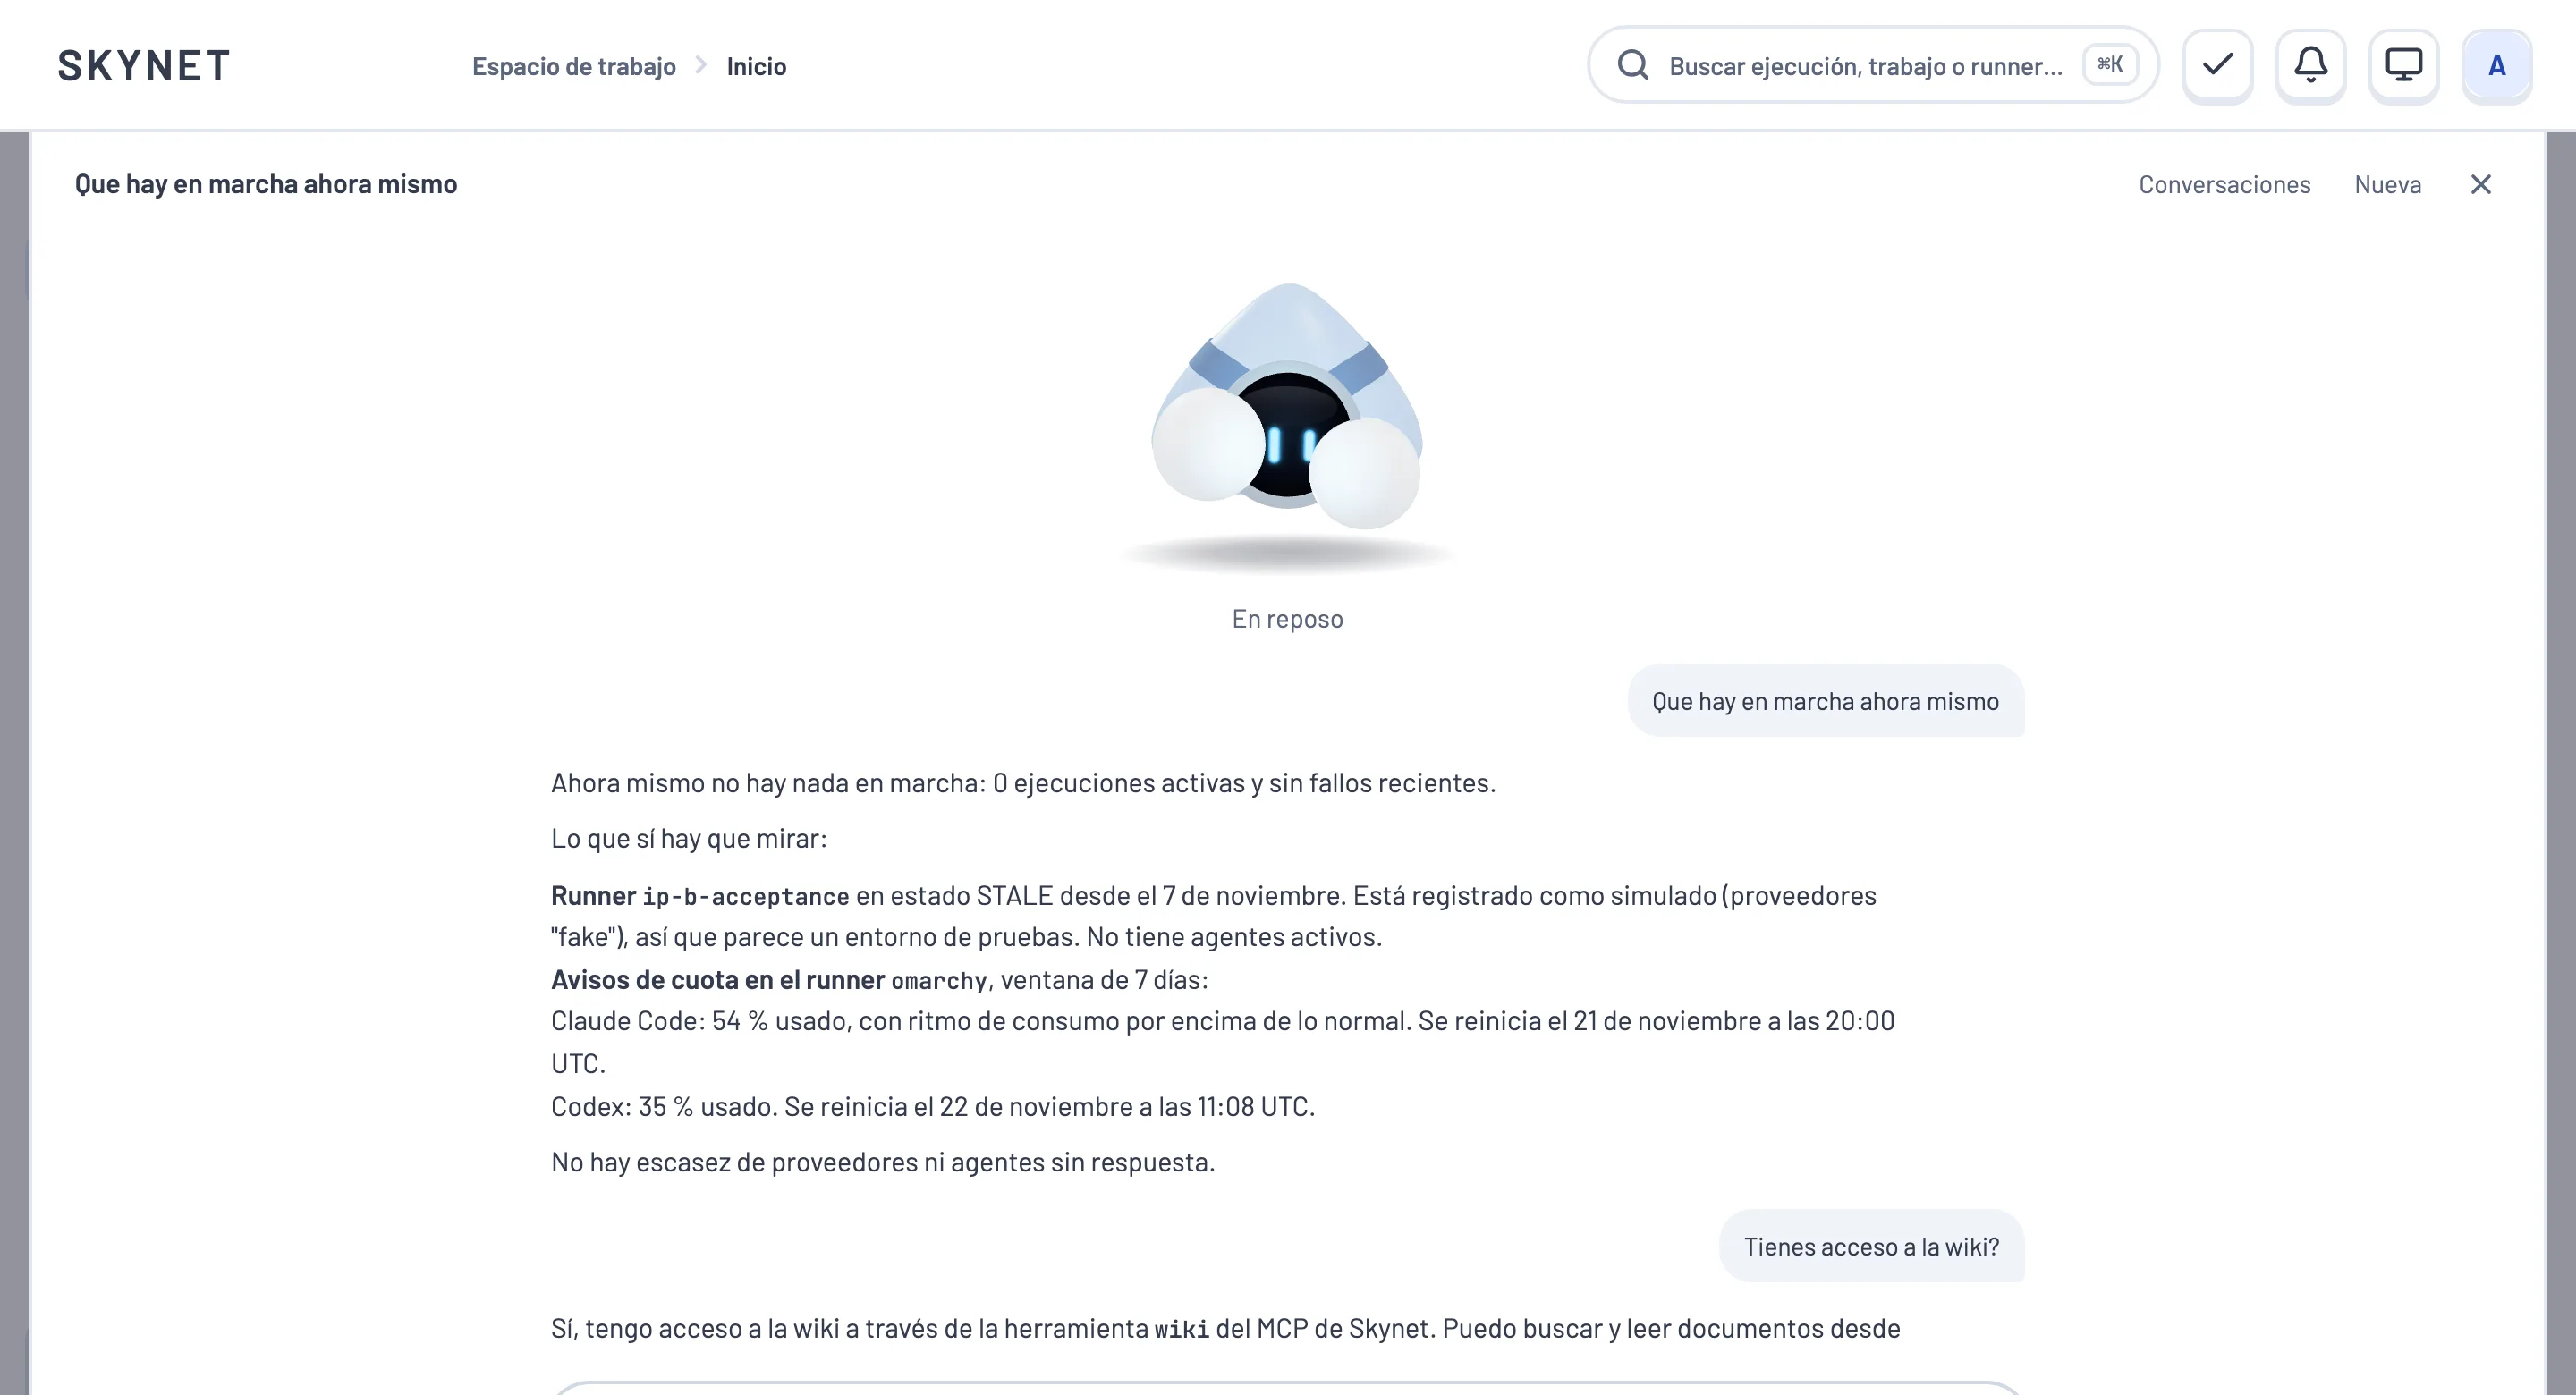 SKYNET
Espacio de trabajo > Inicio
Buscar ejecución, trabajo o runner... ⌘K
A
Que hay en marcha ahora mismo
Conversaciones Nueva
En reposo
Que hay en marcha ahora mismo
Ahora mismo no hay nada en marcha: 0 ejecuciones activas y sin fallos recientes.
Lo que sí hay que mirar:
Runner ip-b-acceptance en estado STALE desde el 7 de noviembre. Está registrado como simulado (proveedores
"fake"), así que parece un entorno de pruebas. No tiene agentes activos.
Avisos de cuota en el runner omarchy, ventana de 7 días:
Claude Code: 54 % usado, con ritmo de consumo por encima de lo normal. Se reinicia el 21 de noviembre a las 20:00
UTC.
Codex: 35 % usado. Se reinicia el 22 de noviembre a las 11:08 UTC.
No hay escasez de proveedores ni agentes sin respuesta.
Tienes acceso a la wiki?
Sí, tengo acceso a la wiki a través de la herramienta wiki del MCP de Skynet. Puedo buscar y leer documentos desde